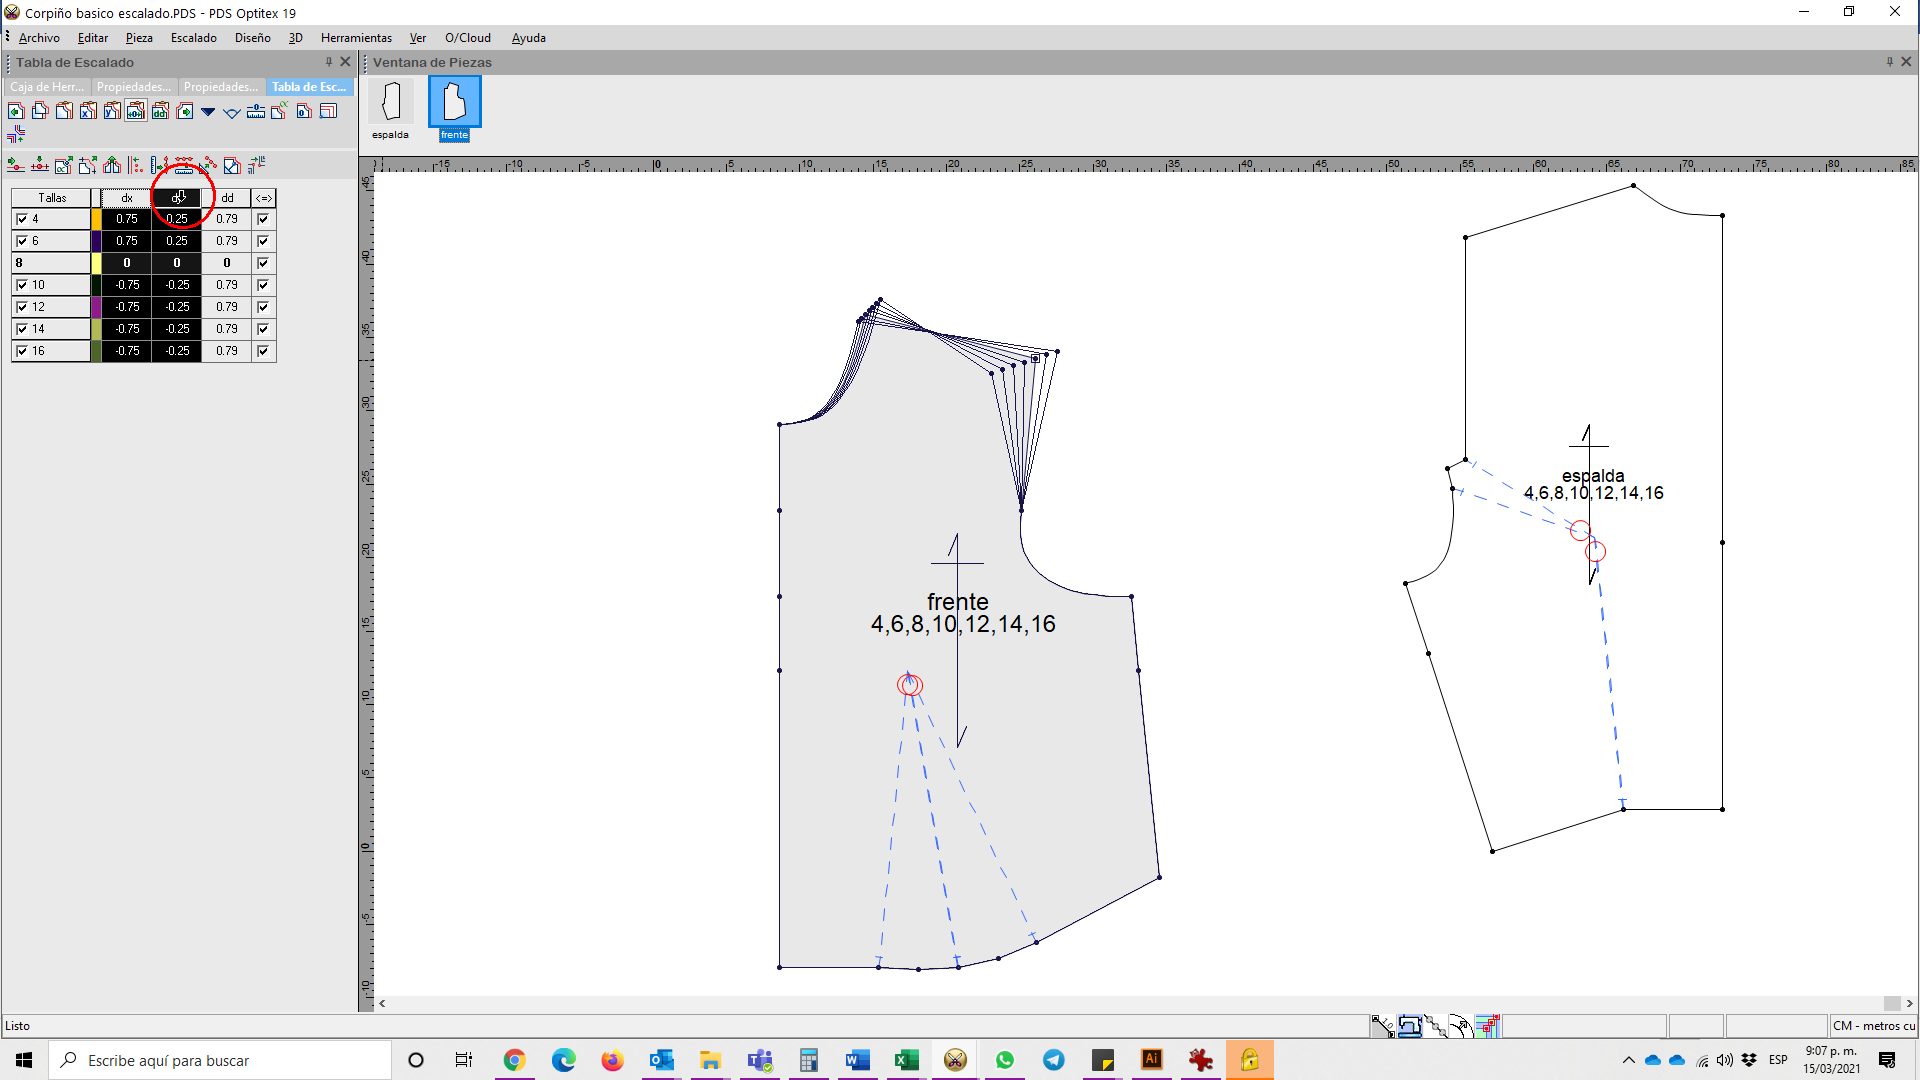 Corpiño basico escalado.PDS - PDS Optitex 19
Archivo Editar Pieza Escalado Diseño 3D Herramientas Ver O/Cloud Ayuda
Tabla de Escalado
Caja de Herr... Propiedades... Propiedades... Tabla de Esc...
Tallas dx dd <=>
4 0.75 0.25 0.79
6 0.75 0.25 0.79
8 0 0 0
10 -0.75 -0.25 0.79
12 -0.75 -0.25 0.79
14 -0.75 -0.25 0.79
16 -0.75 -0.25 0.79
Ventana de Piezas
espalda frente
-15 -10 -5 0 5 10 15 20 25 30 35 40 45 50 55 60 65 70 75 80 85
45
40
35
30
25
20
15
10
5
0
-5
-10
frente
4,6,8,10,12,14,16
espalda
4,6,8,10,12,14,16
Listo
CM - metros cu
Escribe aquí para buscar
ESP
9:07 p. m.
15/03/2021